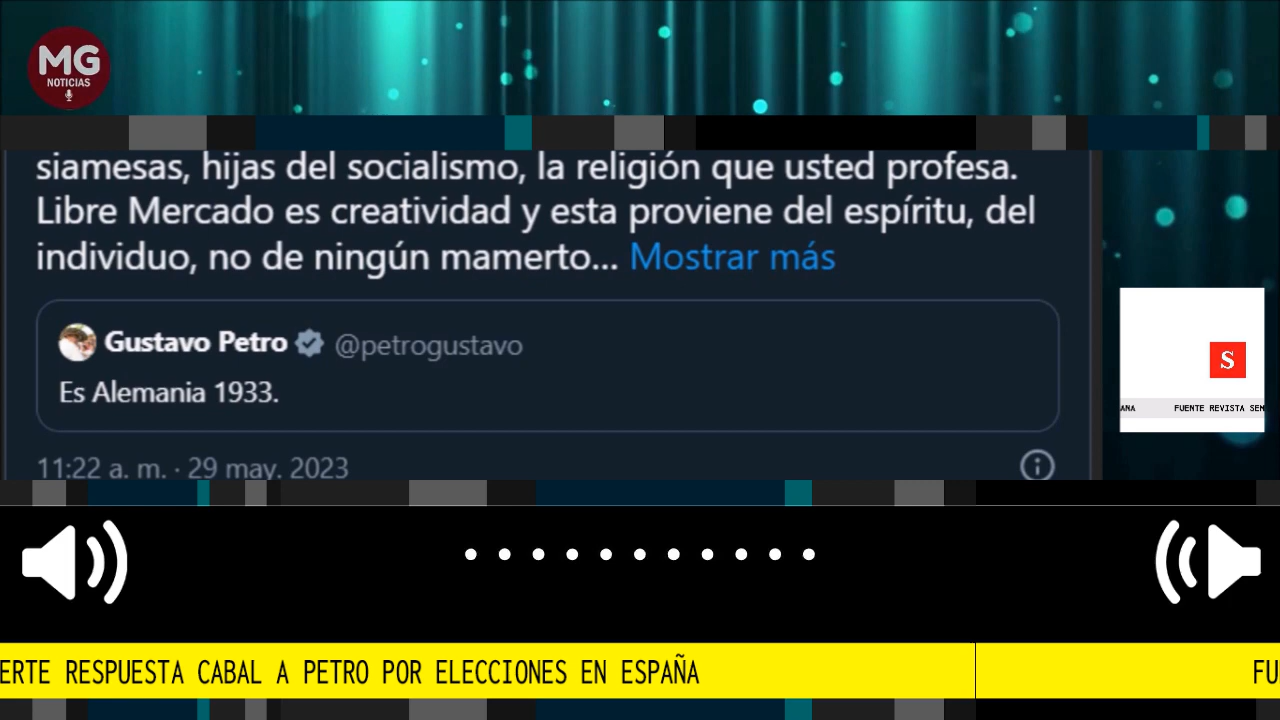 MG
NOTICIAS
siamesas, hijas del socialismo, la religión que usted profesa.
Libre Mercado es creatividad y esta proviene del espíritu, del
individuo, no de ningún mamerto... Mostrar más
Gustavo Petro @petrogustavo
Es Alemania 1933.
S
ANA FUENTE REVISTA SEM
11:22 a. m. · 29 may. 2023
ERTE RESPUESTA CABAL A PETRO POR ELECCIONES EN ESPAÑA
FU